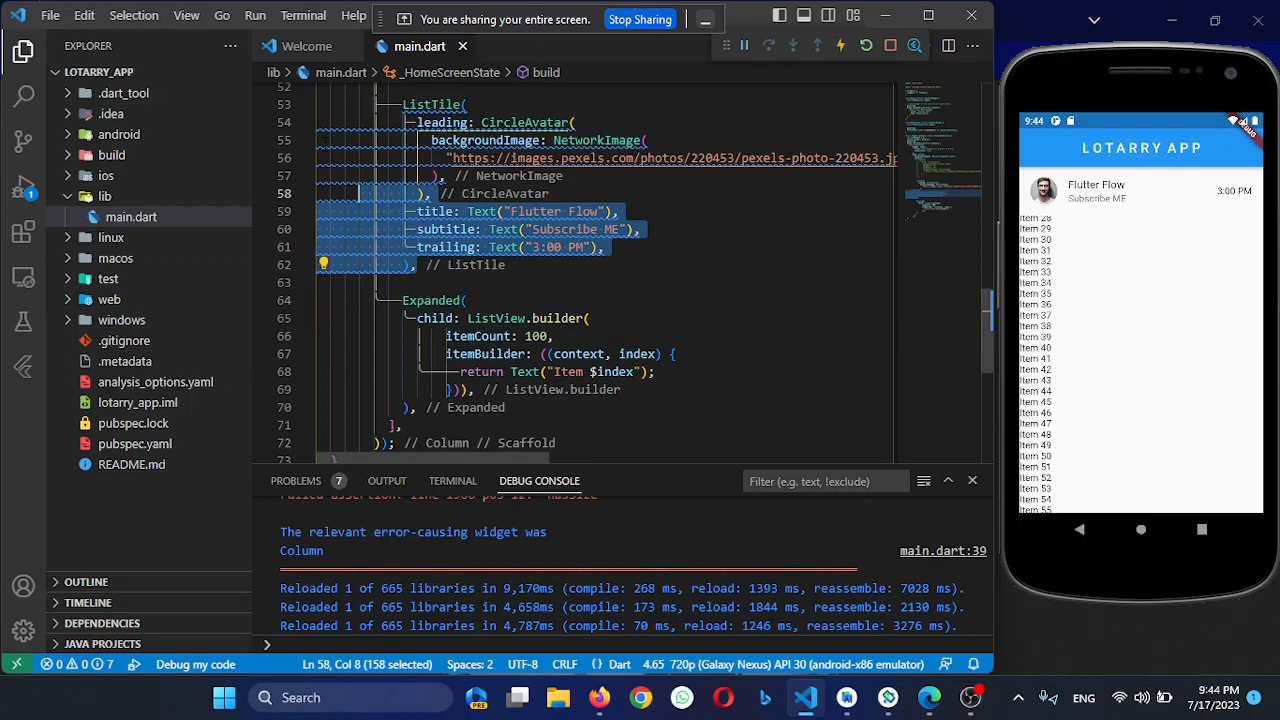 File Edit Selection View Go Run Terminal Help
You are sharing your entire screen. Stop Sharing
EXPLORER
LOTARRY_APP
.dart_tool
.idea
android
build
ios
lib
main.dart
linux
macos
test
web
windows
.gitignore
.metadata
analysis_options.yaml
lotarry_app.iml
pubspec.lock
pubspec.yaml
README.md
OUTLINE
TIMELINE
DEPENDENCIES
JAVA PROJECTS
1
Welcome main.dart
lib > main.dart > _HomeScreenState > build
52
53 ListTile(
54 leading: CircleAvatar(
55 backgroundImage: NetworkImage(
56 "https://images.pexels.com/photos/220453/pexels-photo-220453.jp
57 ), // NetworkImage
58 ), // CircleAvatar
59 title: Text("Flutter Flow"),
60 subtitle: Text("Subscribe ME"),
61 trailing: Text("3:00 PM"),
62 ), // ListTile
63
64 Expanded(
65 child: ListView.builder(
66 itemCount: 100,
67 itemBuilder: ((context, index) {
68 return Text("Item $index");
69 })), // ListView.builder
70 ), // Expanded
71 ],
72 )); // Column // Scaffold
73 }
PROBLEMS 7 OUTPUT TERMINAL DEBUG CONSOLE
Filter (e.g. text, !exclude)
The relevant error-causing widget was
Column main.dart:39
Reloaded 1 of 665 libraries in 9,170ms (compile: 268 ms, reload: 1393 ms, reassemble: 7028 ms).
Reloaded 1 of 665 libraries in 4,658ms (compile: 173 ms, reload: 1844 ms, reassemble: 2130 ms).
Reloaded 1 of 665 libraries in 4,787ms (compile: 70 ms, reload: 1246 ms, reassemble: 3276 ms).
0 0 7 Debug my code Ln 58, Col 8 (158 selected) Spaces: 2 UTF-8 CRLF {} Dart 4.65 720p (Galaxy Nexus) API 30 (android-x86 emulator)
9:44
DEBUG
LOTARRY APP
Flutter Flow
Subscribe ME
3:00 PM
Item 28
Item 29
Item 30
Item 31
Item 32
Item 33
Item 34
Item 35
Item 36
Item 37
Item 38
Item 39
Item 40
Item 41
Item 42
Item 43
Item 44
Item 45
Item 46
Item 47
Item 48
Item 49
Item 50
Item 51
Item 52
Item 53
Item 54
Item 55
Search
PRE
ENG
9:44 PM
7/17/2023
1